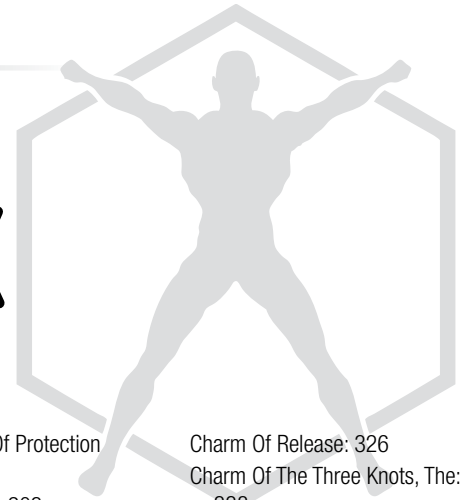 Of Protection
Charm Of Release: 326
Charm Of The Three Knots, The: